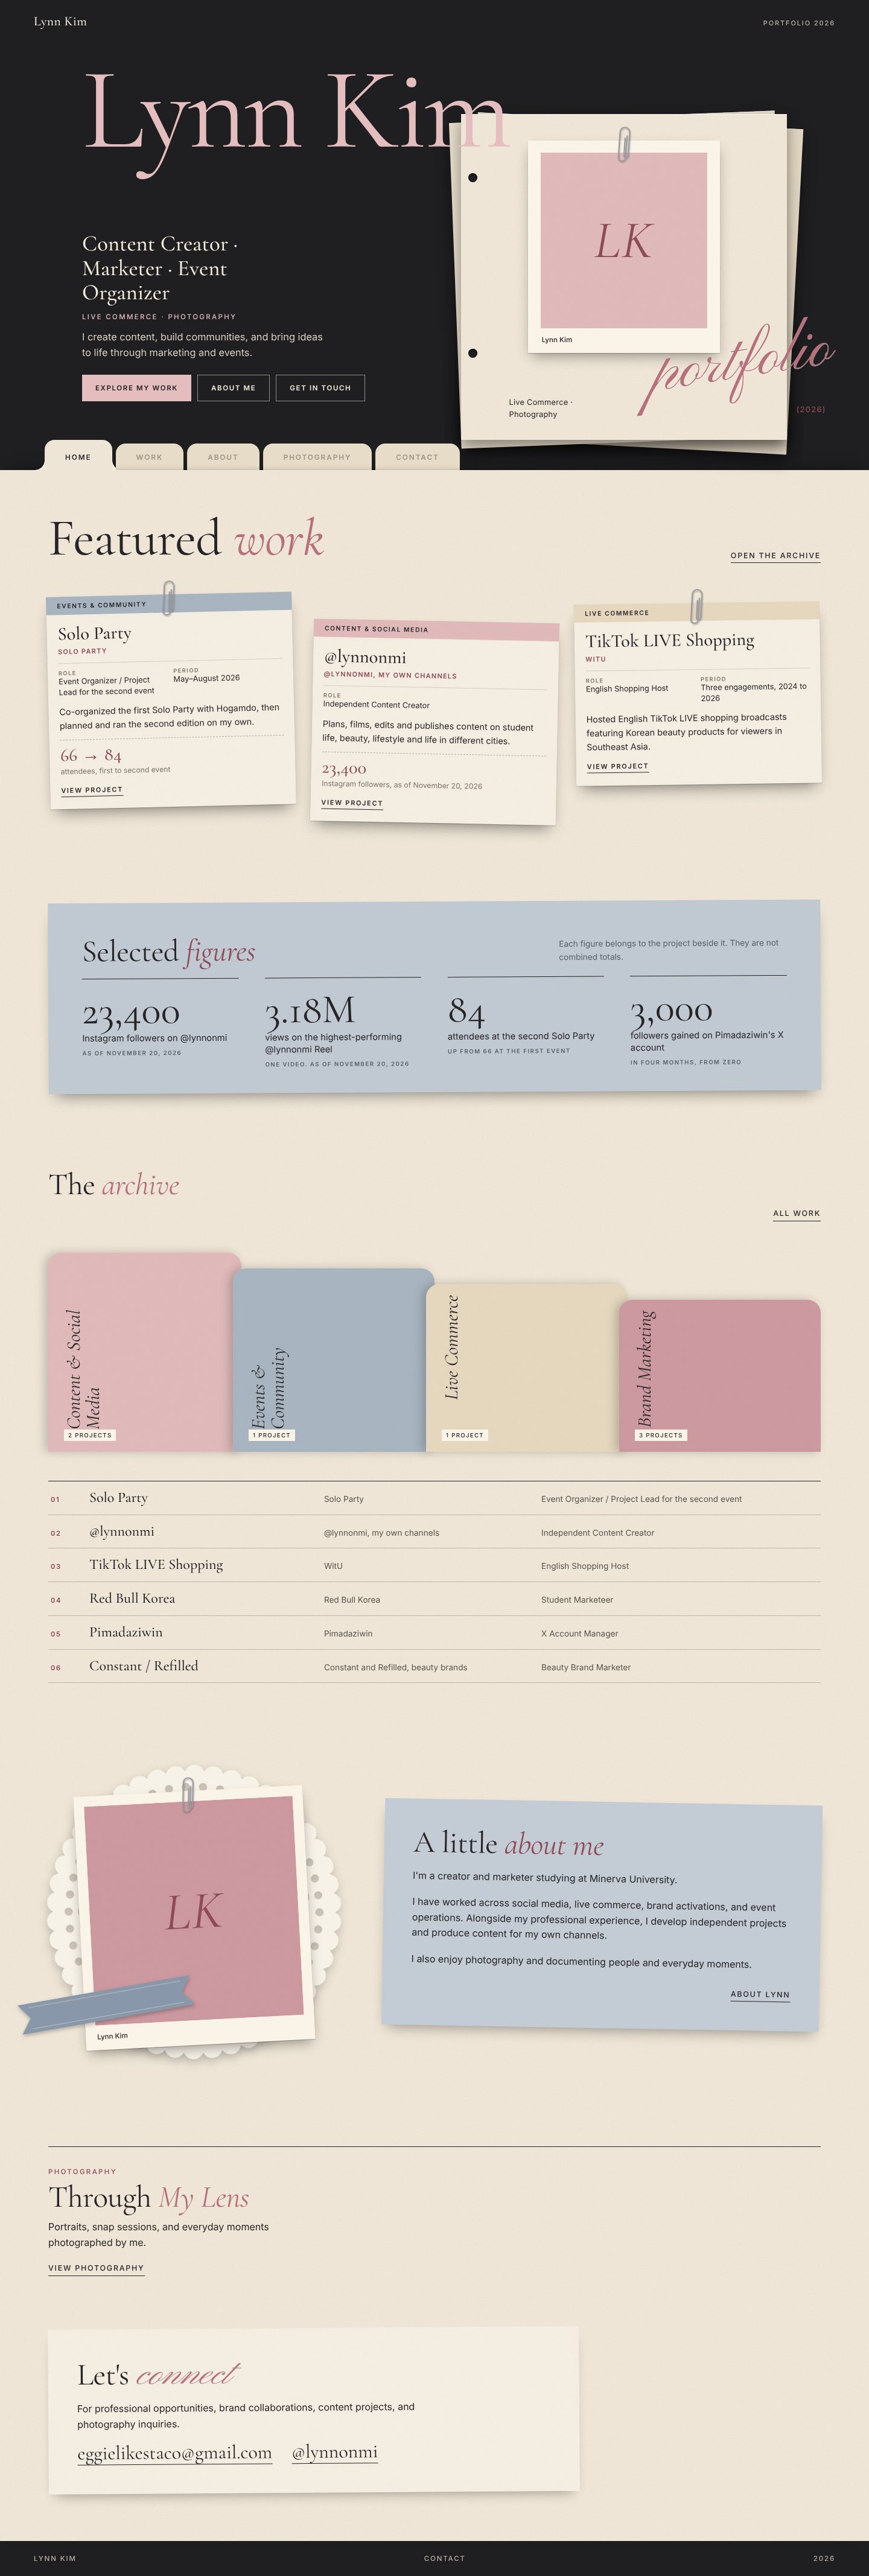 Lynn Kim
PORTFOLIO 2026
Lynn Kim
LK
Lynn Kim
Content Creator ·
Marketer · Event
Organizer
LIVE COMMERCE · PHOTOGRAPHY
I create content, build communities, and bring ideas
to life through marketing and events.
EXPLORE MY WORK
ABOUT ME
GET IN TOUCH
portfolio
Live Commerce ·
Photography
(2026)
HOME
WORK
ABOUT
PHOTOGRAPHY
CONTACT
Featured work
OPEN THE ARCHIVE
EVENTS & COMMUNITY
Solo Party
SOLO PARTY
ROLE
Event Organizer / Project
Lead for the second event
PERIOD
May–August 2026
Co-organized the first Solo Party with Hogamdo, then
planned and ran the second edition on my own.
66 → 84
attendees, first to second event
VIEW PROJECT
CONTENT & SOCIAL MEDIA
@lynnonmi
@LYNNONMI, MY OWN CHANNELS
ROLE
Independent Content Creator
Plans, films, edits and publishes content on student
life, beauty, lifestyle and life in different cities.
23,400
Instagram followers, as of November 20, 2026
VIEW PROJECT
LIVE COMMERCE
TikTok LIVE Shopping
WITU
ROLE
English Shopping Host
PERIOD
Three engagements, 2024 to
2026
Hosted English TikTok LIVE shopping broadcasts
featuring Korean beauty products for viewers in
Southeast Asia.
VIEW PROJECT
Selected figures
Each figure belongs to the project beside it. They are not
combined totals.
23,400
Instagram followers on @lynnonmi
AS OF NOVEMBER 20, 2026
3.18M
views on the highest-performing
@lynnonmi Reel
ONE VIDEO. AS OF NOVEMBER 20, 2026
84
attendees at the second Solo Party
UP FROM 66 AT THE FIRST EVENT
3,000
followers gained on Pimadaziwin's X
account
IN FOUR MONTHS, FROM ZERO
The archive
ALL WORK
Content & Social
Media
2 PROJECTS
Events &
Community
1 PROJECT
Live Commerce
1 PROJECT
Brand Marketing
3 PROJECTS
01 Solo Party Solo Party Event Organizer / Project Lead for the second event
02 @lynnonmi @lynnonmi, my own channels Independent Content Creator
03 TikTok LIVE Shopping WitU English Shopping Host
04 Red Bull Korea Red Bull Korea Student Marketeer
05 Pimadaziwin Pimadaziwin X Account Manager
06 Constant / Refilled Constant and Refilled, beauty brands Beauty Brand Marketer
LK
Lynn Kim
A little about me
I'm a creator and marketer studying at Minerva University.
I have worked across social media, live commerce, brand activations, and event
operations. Alongside my professional experience, I develop independent projects
and produce content for my own channels.
I also enjoy photography and documenting people and everyday moments.
ABOUT LYNN
PHOTOGRAPHY
Through My Lens
Portraits, snap sessions, and everyday moments
photographed by me.
VIEW PHOTOGRAPHY
Let's connect
For professional opportunities, brand collaborations, content projects, and
photography inquiries.
eggielikestaco@gmail.com
@lynnonmi
LYNN KIM
CONTACT
2026